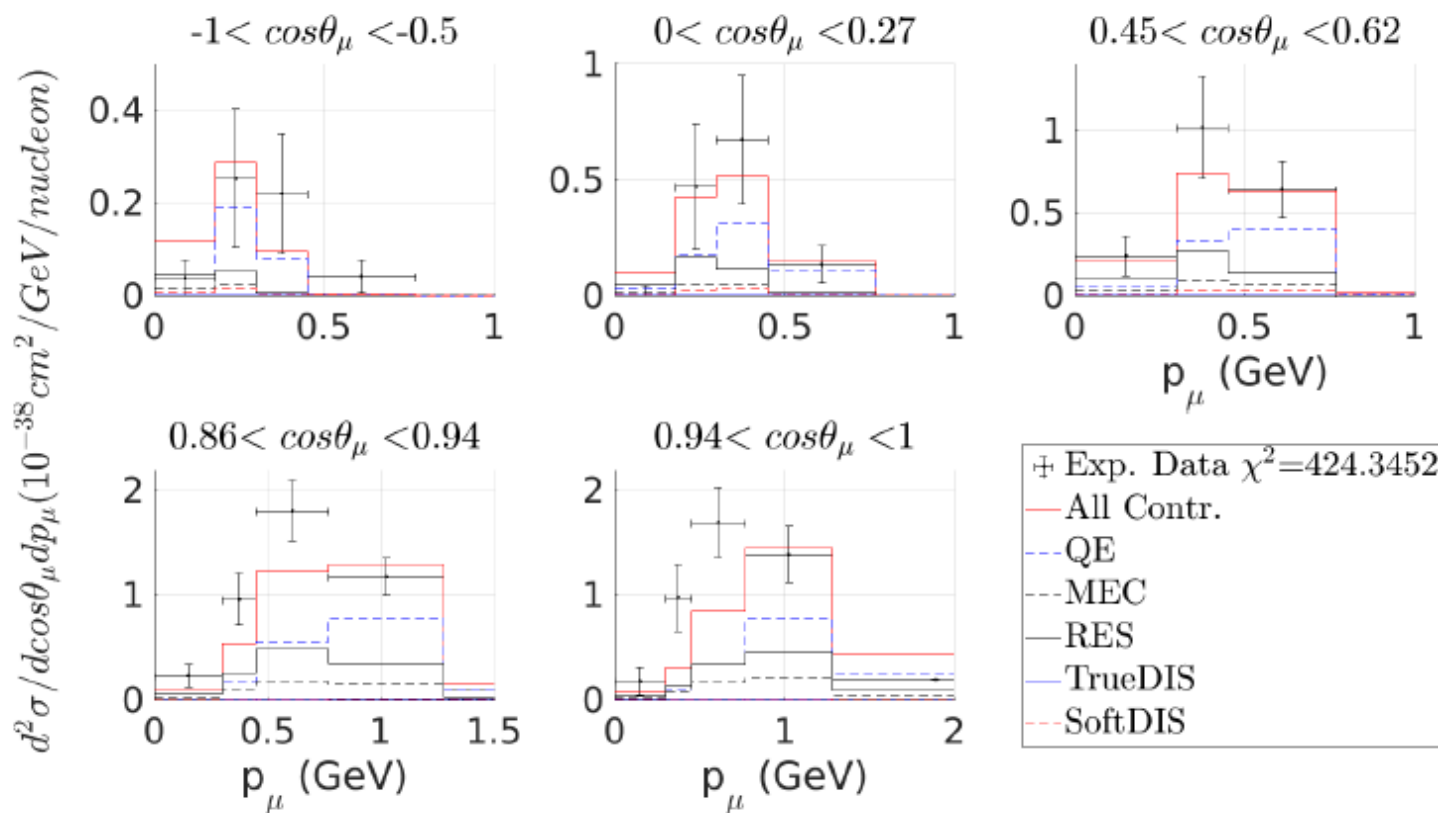 -1< cosθμ <-0.5
0< cosθμ <0.27
0.45< cosθμ <0.62
d²σ/dcosθμdpμ(10⁻³⁸cm²/GeV/nucleon)
0.4
0.2
0
0 0.5 1
1
0.5
0
0 0.5 1
1
0.5
0
0 0.5 1
pμ (GeV)
0.86< cosθμ <0.94
0.94< cosθμ <1
2
1
0
0 0.5 1 1.5
pμ (GeV)
2
1
0
0 1 2
pμ (GeV)
Exp. Data χ²=424.3452
All Contr.
QE
MEC
RES
TrueDIS
SoftDIS